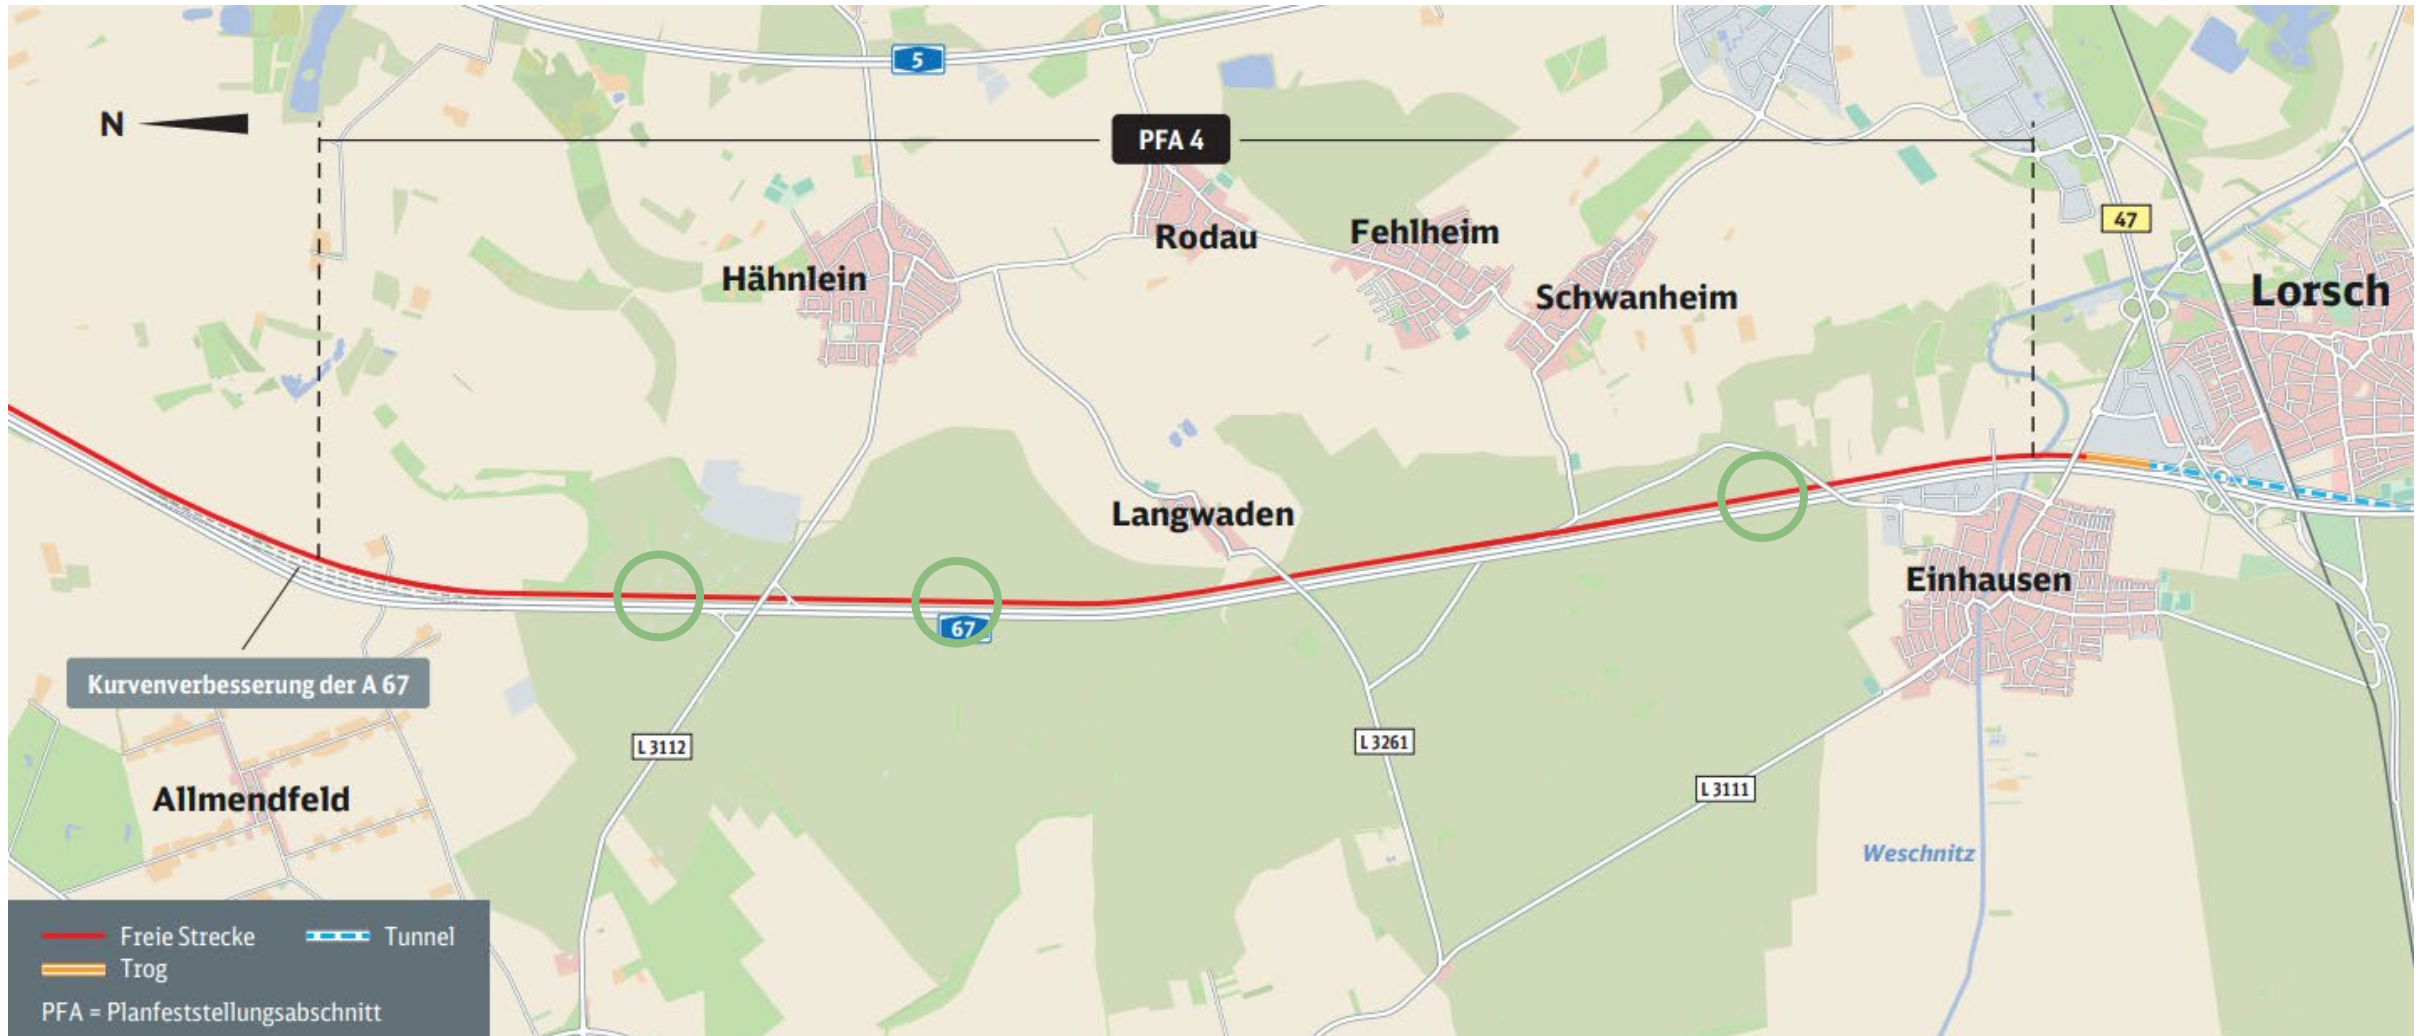 5
N
PFA 4
47
Rodau
Fehlheim
Hähnlein
Schwanheim
Lorsch
Langwaden
Einhausen
67
Kurvenverbesserung der A 67
L 3112
L 3261
L 3111
Allmendfeld
Weschnitz
Freie Strecke
Tunnel
Trog
PFA = Planfeststellungsabschnitt